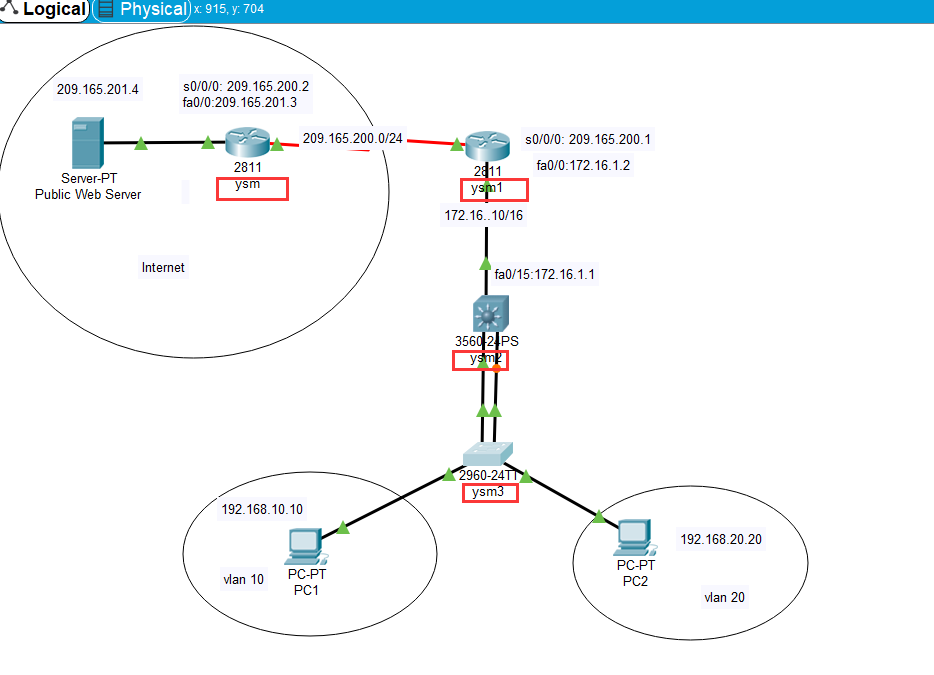 Logical
Physical
x: 915, y: 704
209.165.201.4
s0/0/0: 209.165.200.2
fa0/0:209.165.201.3
209.165.200.0/24
s0/0/0: 209.165.200.1
fa0/0:172.16.1.2
Server-PT
Public Web Server
2811
ysm
2811
ysm1
172.16..10/16
Internet
fa0/15:172.16.1.1
3560-24PS
ysm2
2960-24TT
ysm3
192.168.10.10
vlan 10
PC-PT
PC1
PC-PT
PC2
192.168.20.20
vlan 20